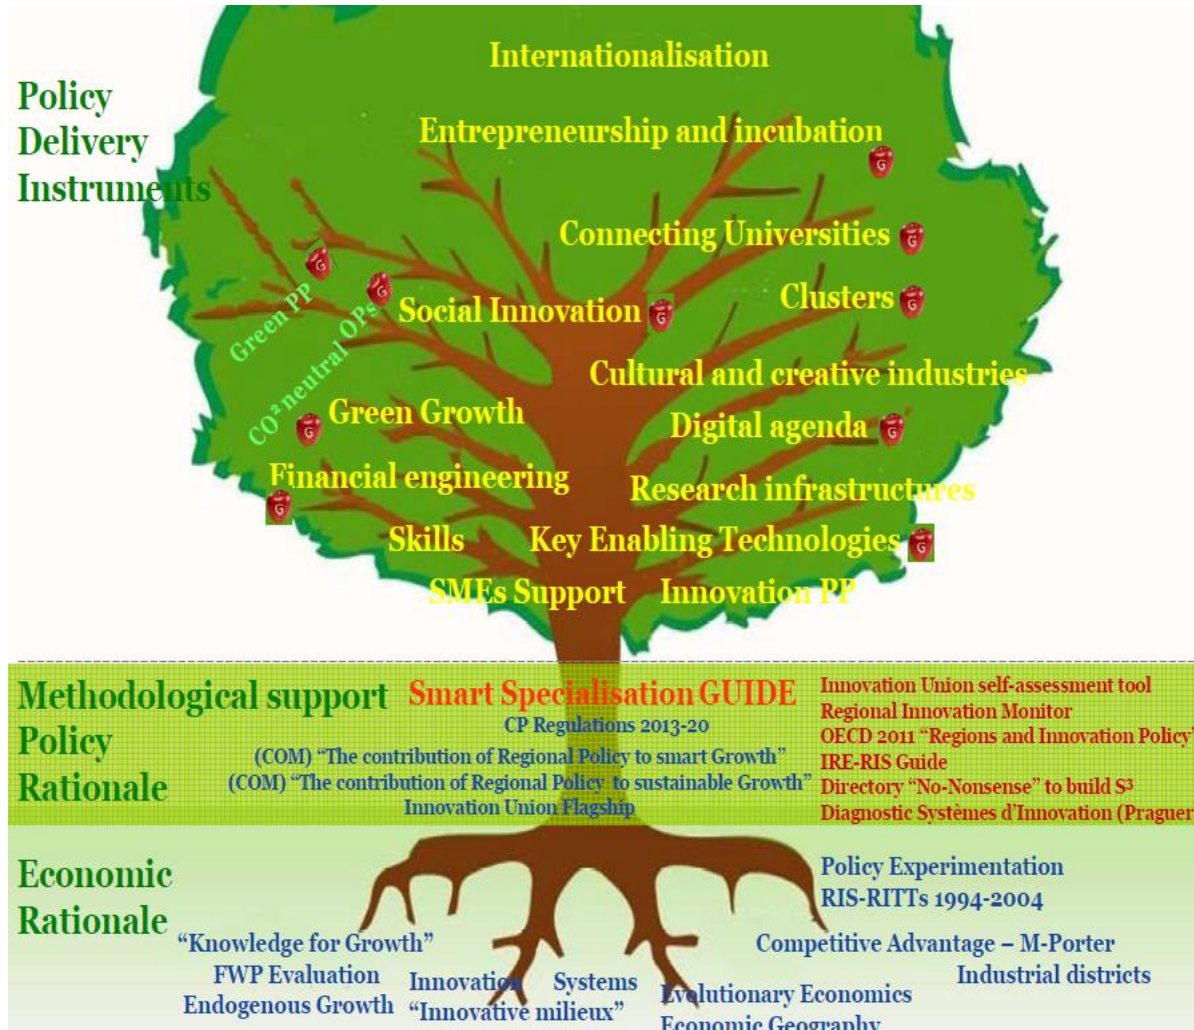 Internationalisation
Policy
Delivery
Instruments
Entrepreneurship and incubation
G
Connecting Universities
G
G
Green PP
G
CO² neutral OPs
Social Innovation
G
Clusters
G
Cultural and creative industries
Green Growth
G
Digital agenda
G
Financial engineering
G
Research infrastructures
Skills
Key Enabling Technologies
G
SMEs Support
Innovation PP
Methodological support
Policy
Rationale
Smart Specialisation GUIDE
CP Regulations 2013-20
(COM) “The contribution of Regional Policy to smart Growth”
(COM) “The contribution of Regional Policy to sustainable Growth”
Innovation Union Flagship
Innovation Union self-assessment tool
Regional Innovation Monitor
OECD 2011 “Regions and Innovation Policy”
IRE-RIS Guide
Directory “No-Nonsense” to build S³
Diagnostic Systèmes d’Innovation (Praguer
Economic
Rationale
Policy Experimentation
RIS-RITTs 1994-2004
“Knowledge for Growth”
FWP Evaluation
Endogenous Growth
Innovation Systems
“Innovative milieux”
Competitive Advantage – M-Porter
Industrial districts
Evolutionary Economics
Economic Geography